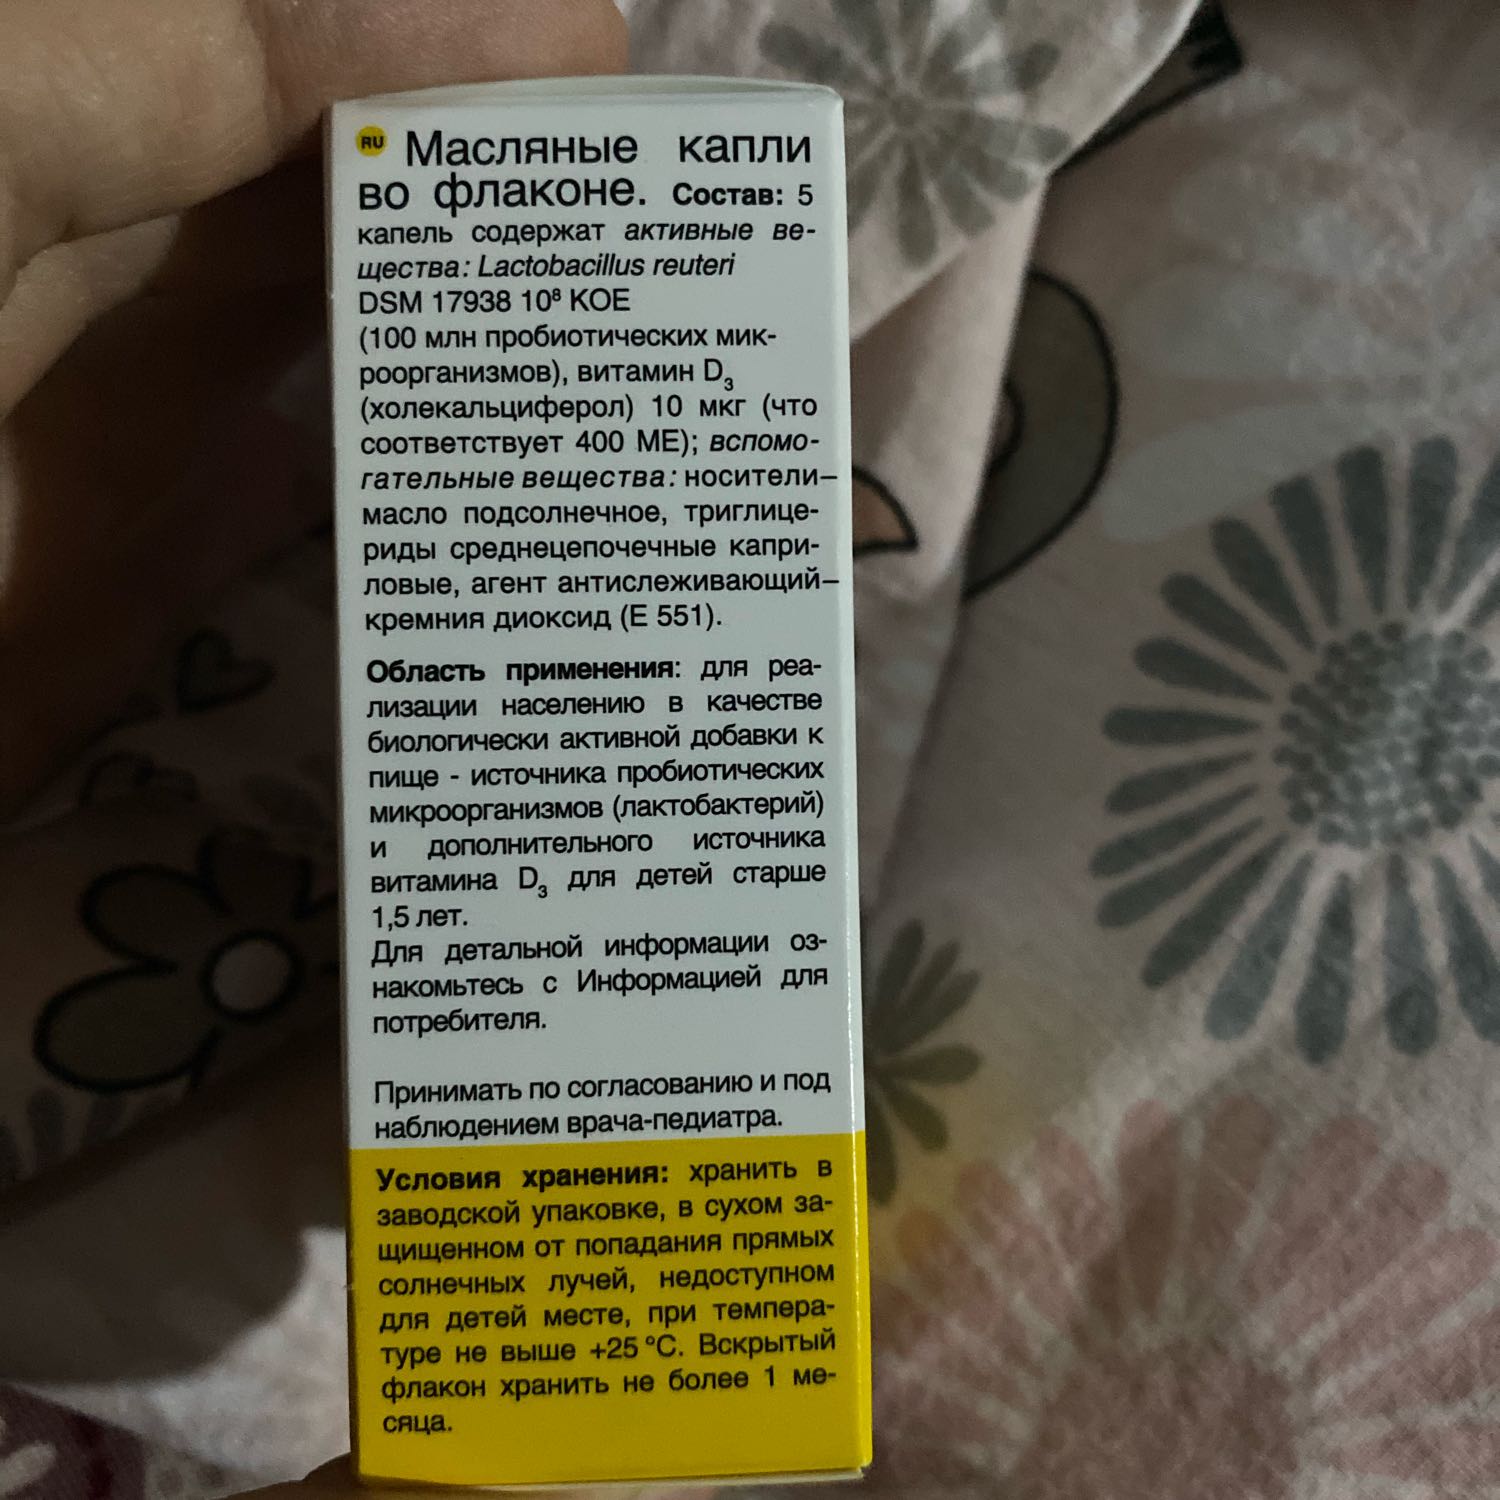 RU Масляные капли
во флаконе. Состав: 5
капель содержат активные ве-
щества: Lactobacillus reuteri
DSM 17938 10⁸ КОЕ
(100 млн пробиотических мик-
роорганизмов), витамин D₃
(холекальциферол) 10 мкг (что
соответствует 400 МЕ); вспомо-
гательные вещества: носители–
масло подсолнечное, триглице-
риды среднецепочечные каприловые, агент антислеживающий–
кремния диоксид (Е 551).
Область применения: для реа-
лизации населению в качестве
биологически активной добавки к
пище - источника пробиотических
микроорганизмов (лактобактерий)
и дополнительного источника
витамина D₃ для детей старше
1,5 лет.
Для детальной информации оз-
накомьтесь с Информацией для
потребителя.
Принимать по согласованию и под
наблюдением врача-педиатра.
Условия хранения: хранить в
заводской упаковке, в сухом за-
щищенном от попадания прямых
солнечных лучей, недоступном
для детей месте, при темпера-
туре не выше +25 °С. Вскрытый
флакон хранить не более 1 ме-
сяца.